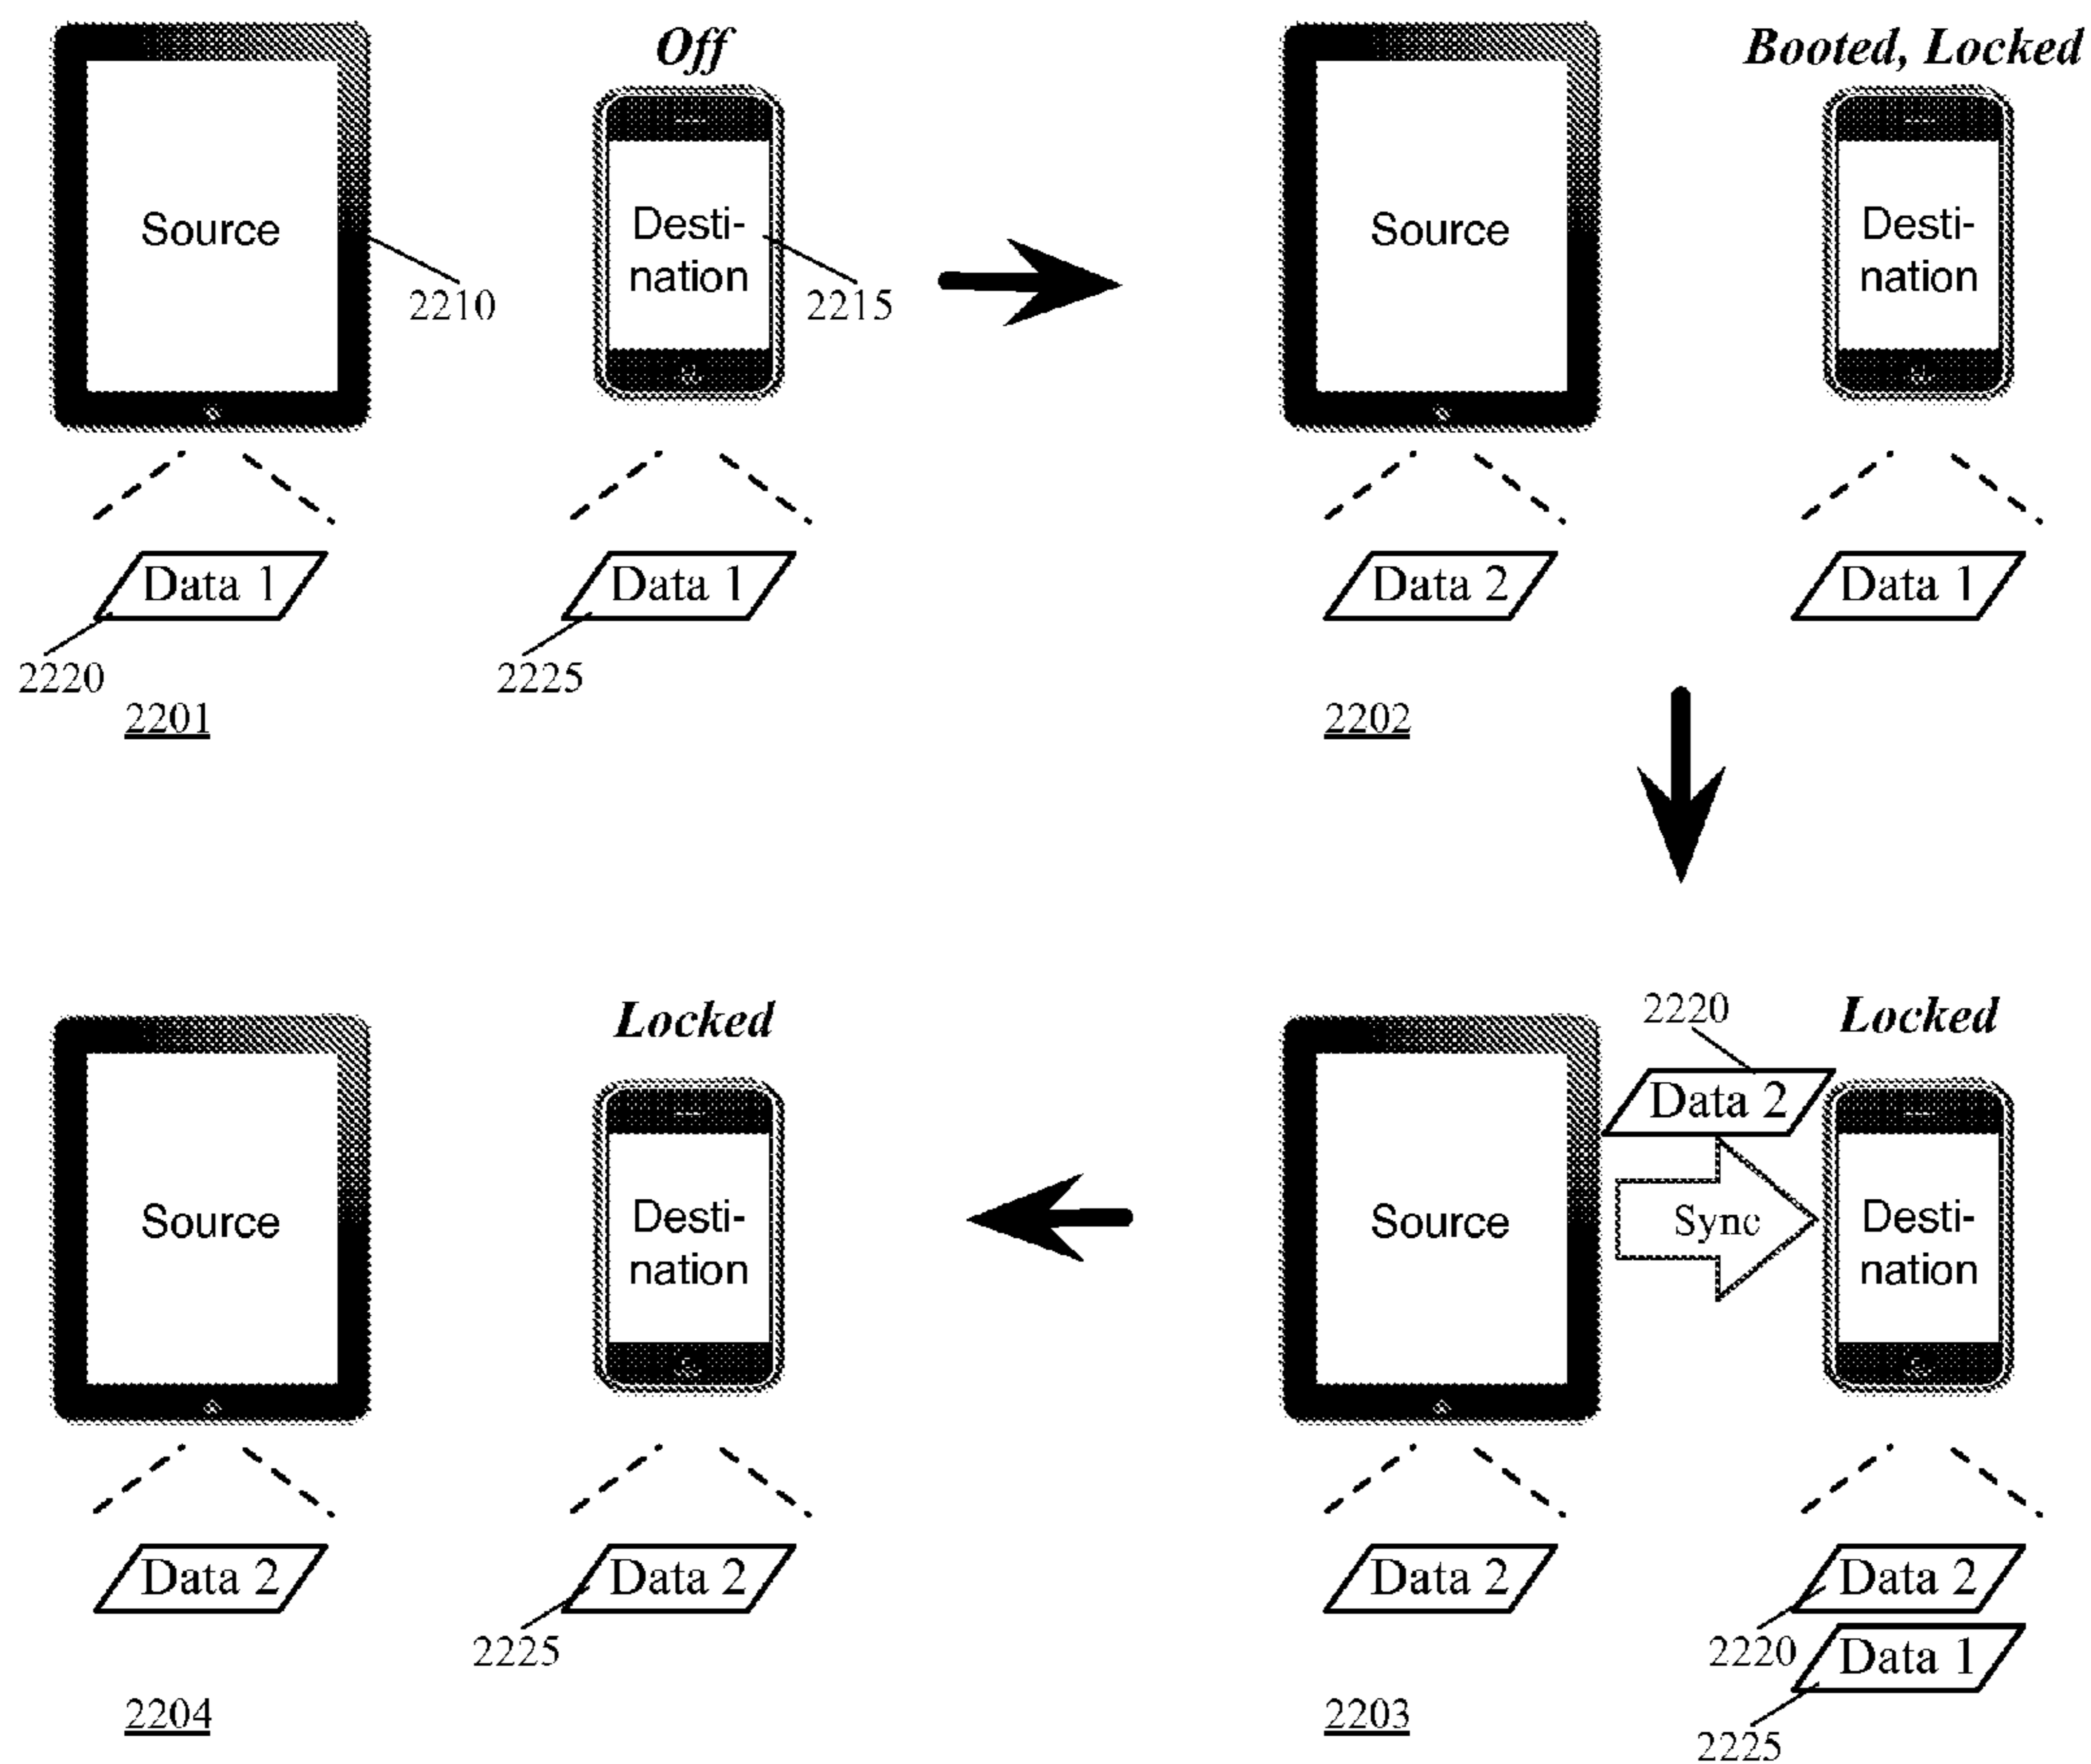 Off
Source
Desti-
nation
2210
2215
Data 1
Data 1
2220
2225
2201
Booted, Locked
Source
Desti-
nation
Data 2
Data 1
2202
Locked
Source
Desti-
nation
Data 2
Data 2
2225
2204
2220
Locked
Data 2
Source
Sync
Desti-
nation
Data 2
Data 2
2220
Data 1
2225
2203